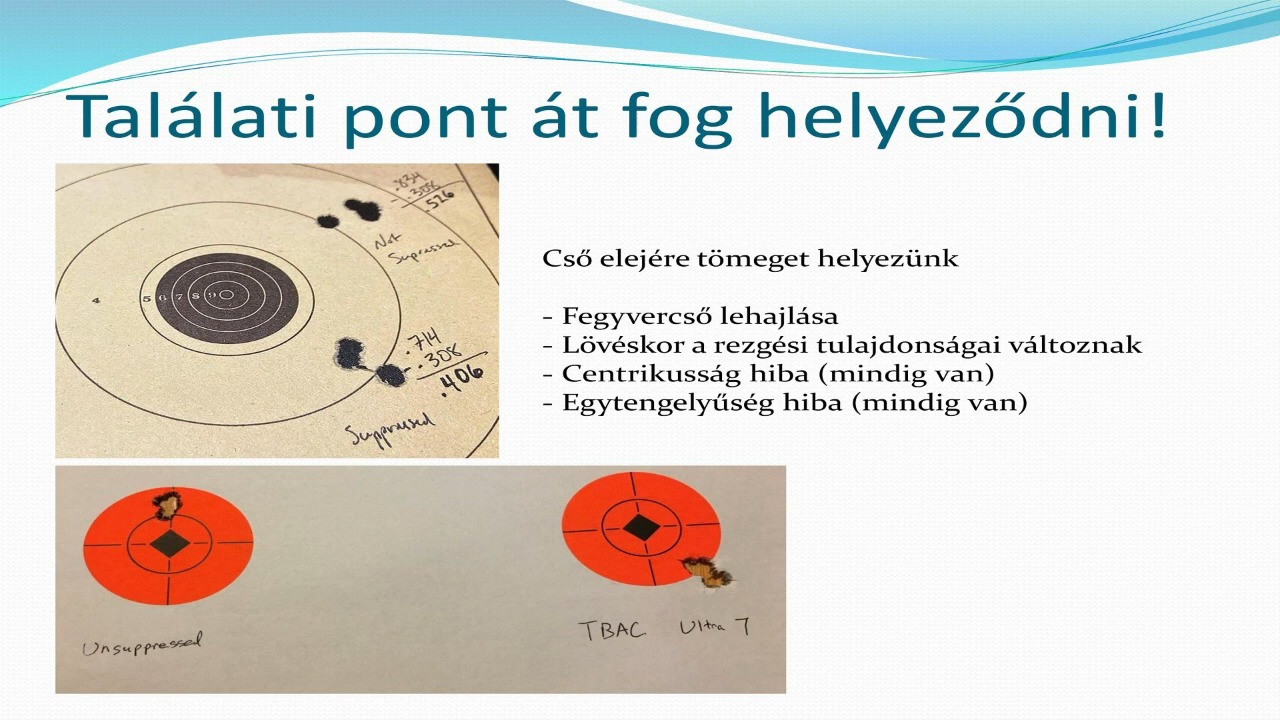 Találati pont át fog helyeződni!
.834
- .308
.526
Not
Supressed
4 5 6 7 8 9
.714
- .308
.406
Suppressed
Cső elejére tömeget helyezünk
- Fegyvercső lehajlása
- Lövéskor a rezgési tulajdonságai változnak
- Centrikusság hiba (mindig van)
- Egytengelyűség hiba (mindig van)
Unsuppressed
TBAC Ultra 7